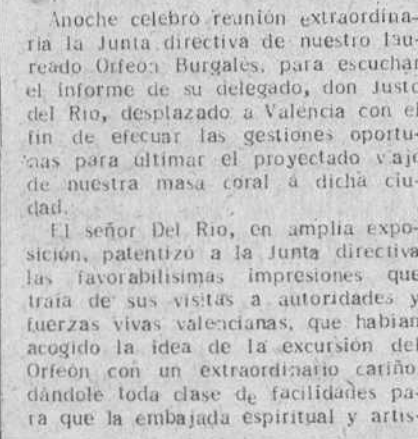 Anoche celebró reunión extraordina-
ria la Junta directiva de nuestro lau-
reado Orfeón Burgalés, para escuchar
el informe de su delegado, don Justo
del Río, desplazado a Valencia con el
fin de efecuar las gestiones oportu-
nas para ultimar el proyectado viaje
de nuestra masa coral a dicha ciu-
dad.
El señor Del Río, en amplia expo-
sición, patentizó a la Junta directiva
las favorabilísimas impresiones que
traía de sus visitas a autoridades y
fuerzas vivas valencianas, que habían
acogido la idea de la excursión del
Orfeón con un extraordinario cariño,
dándole toda clase de facilidades pa-
ra que la embajada espiritual y artís-